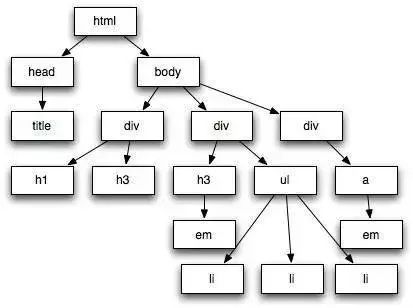 html
head body
title div div div
h1 h3 h3 ul a
em em
li li li